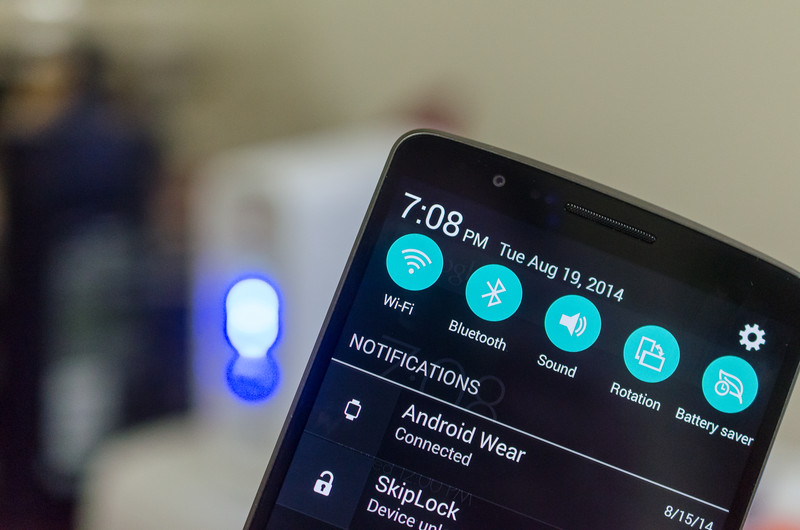 7:08 PM Tue Aug 19, 2014
Wi-Fi
Bluetooth
Sound
Rotation
Battery saver
NOTIFICATIONS
Android Wear
Connected
SkipLock
8/15/14